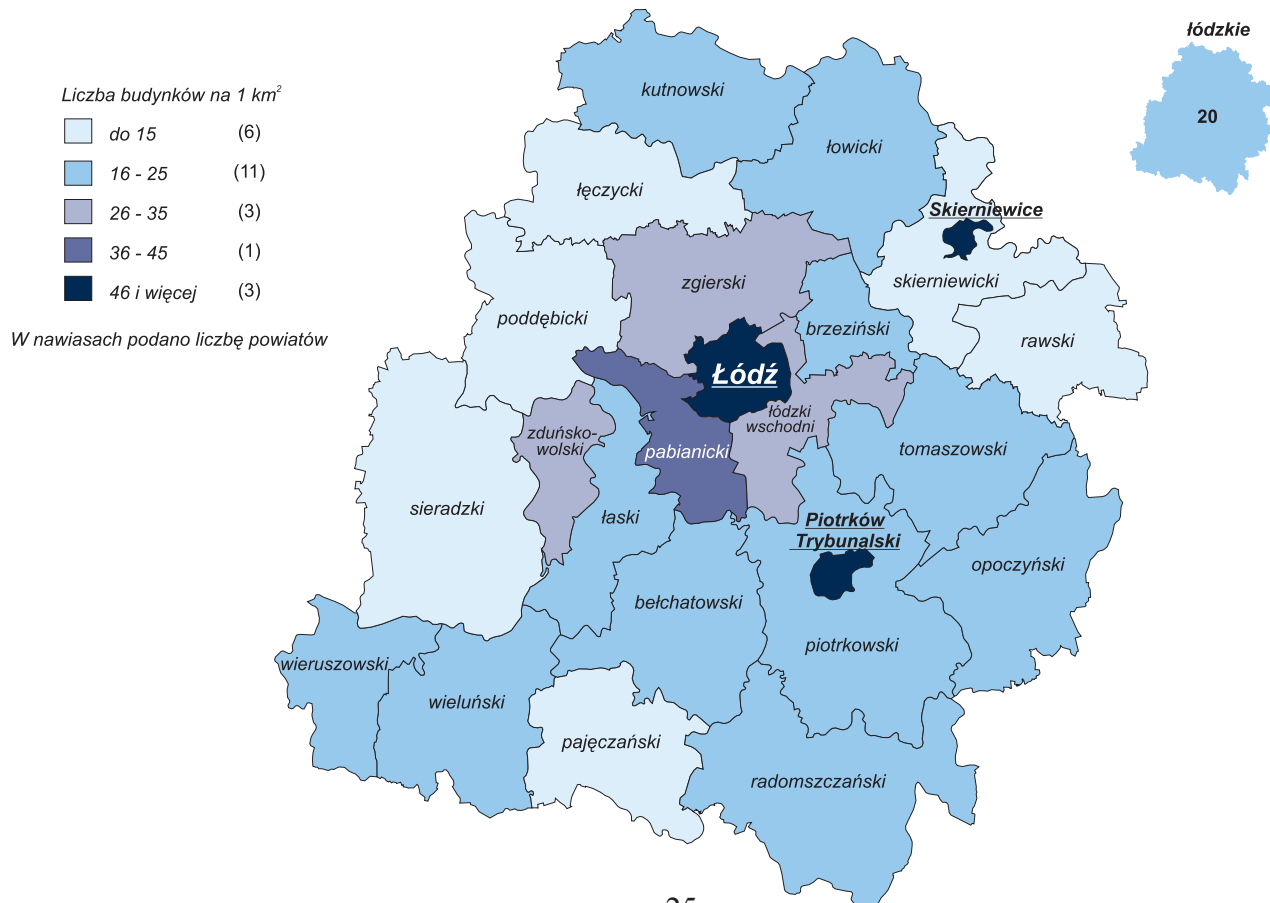 łódzkie
20
Liczba budynków na 1 km²
do 15 (6)
16 - 25 (11)
26 - 35 (3)
36 - 45 (1)
46 i więcej (3)
W nawiasach podano liczbę powiatów
kutnowski
łowicki
łęczycki
Skierniewice
skierniewicki
zgierski
poddębicki
brzeziński
rawski
Łódź
łódzki
wschodni
zduńsko-
wolski
pabianicki
tomaszowski
sieradzki
łaski
Piotrków
Trybunalski
opoczyński
bełchatowski
piotrkowski
wieruszowski
wieluński
pajęczański
radomszczański